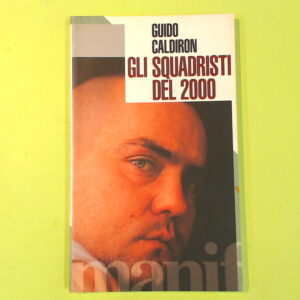 GUIDO
CALDIRON
GLI SQUADRISTI
DEL 2000
manif